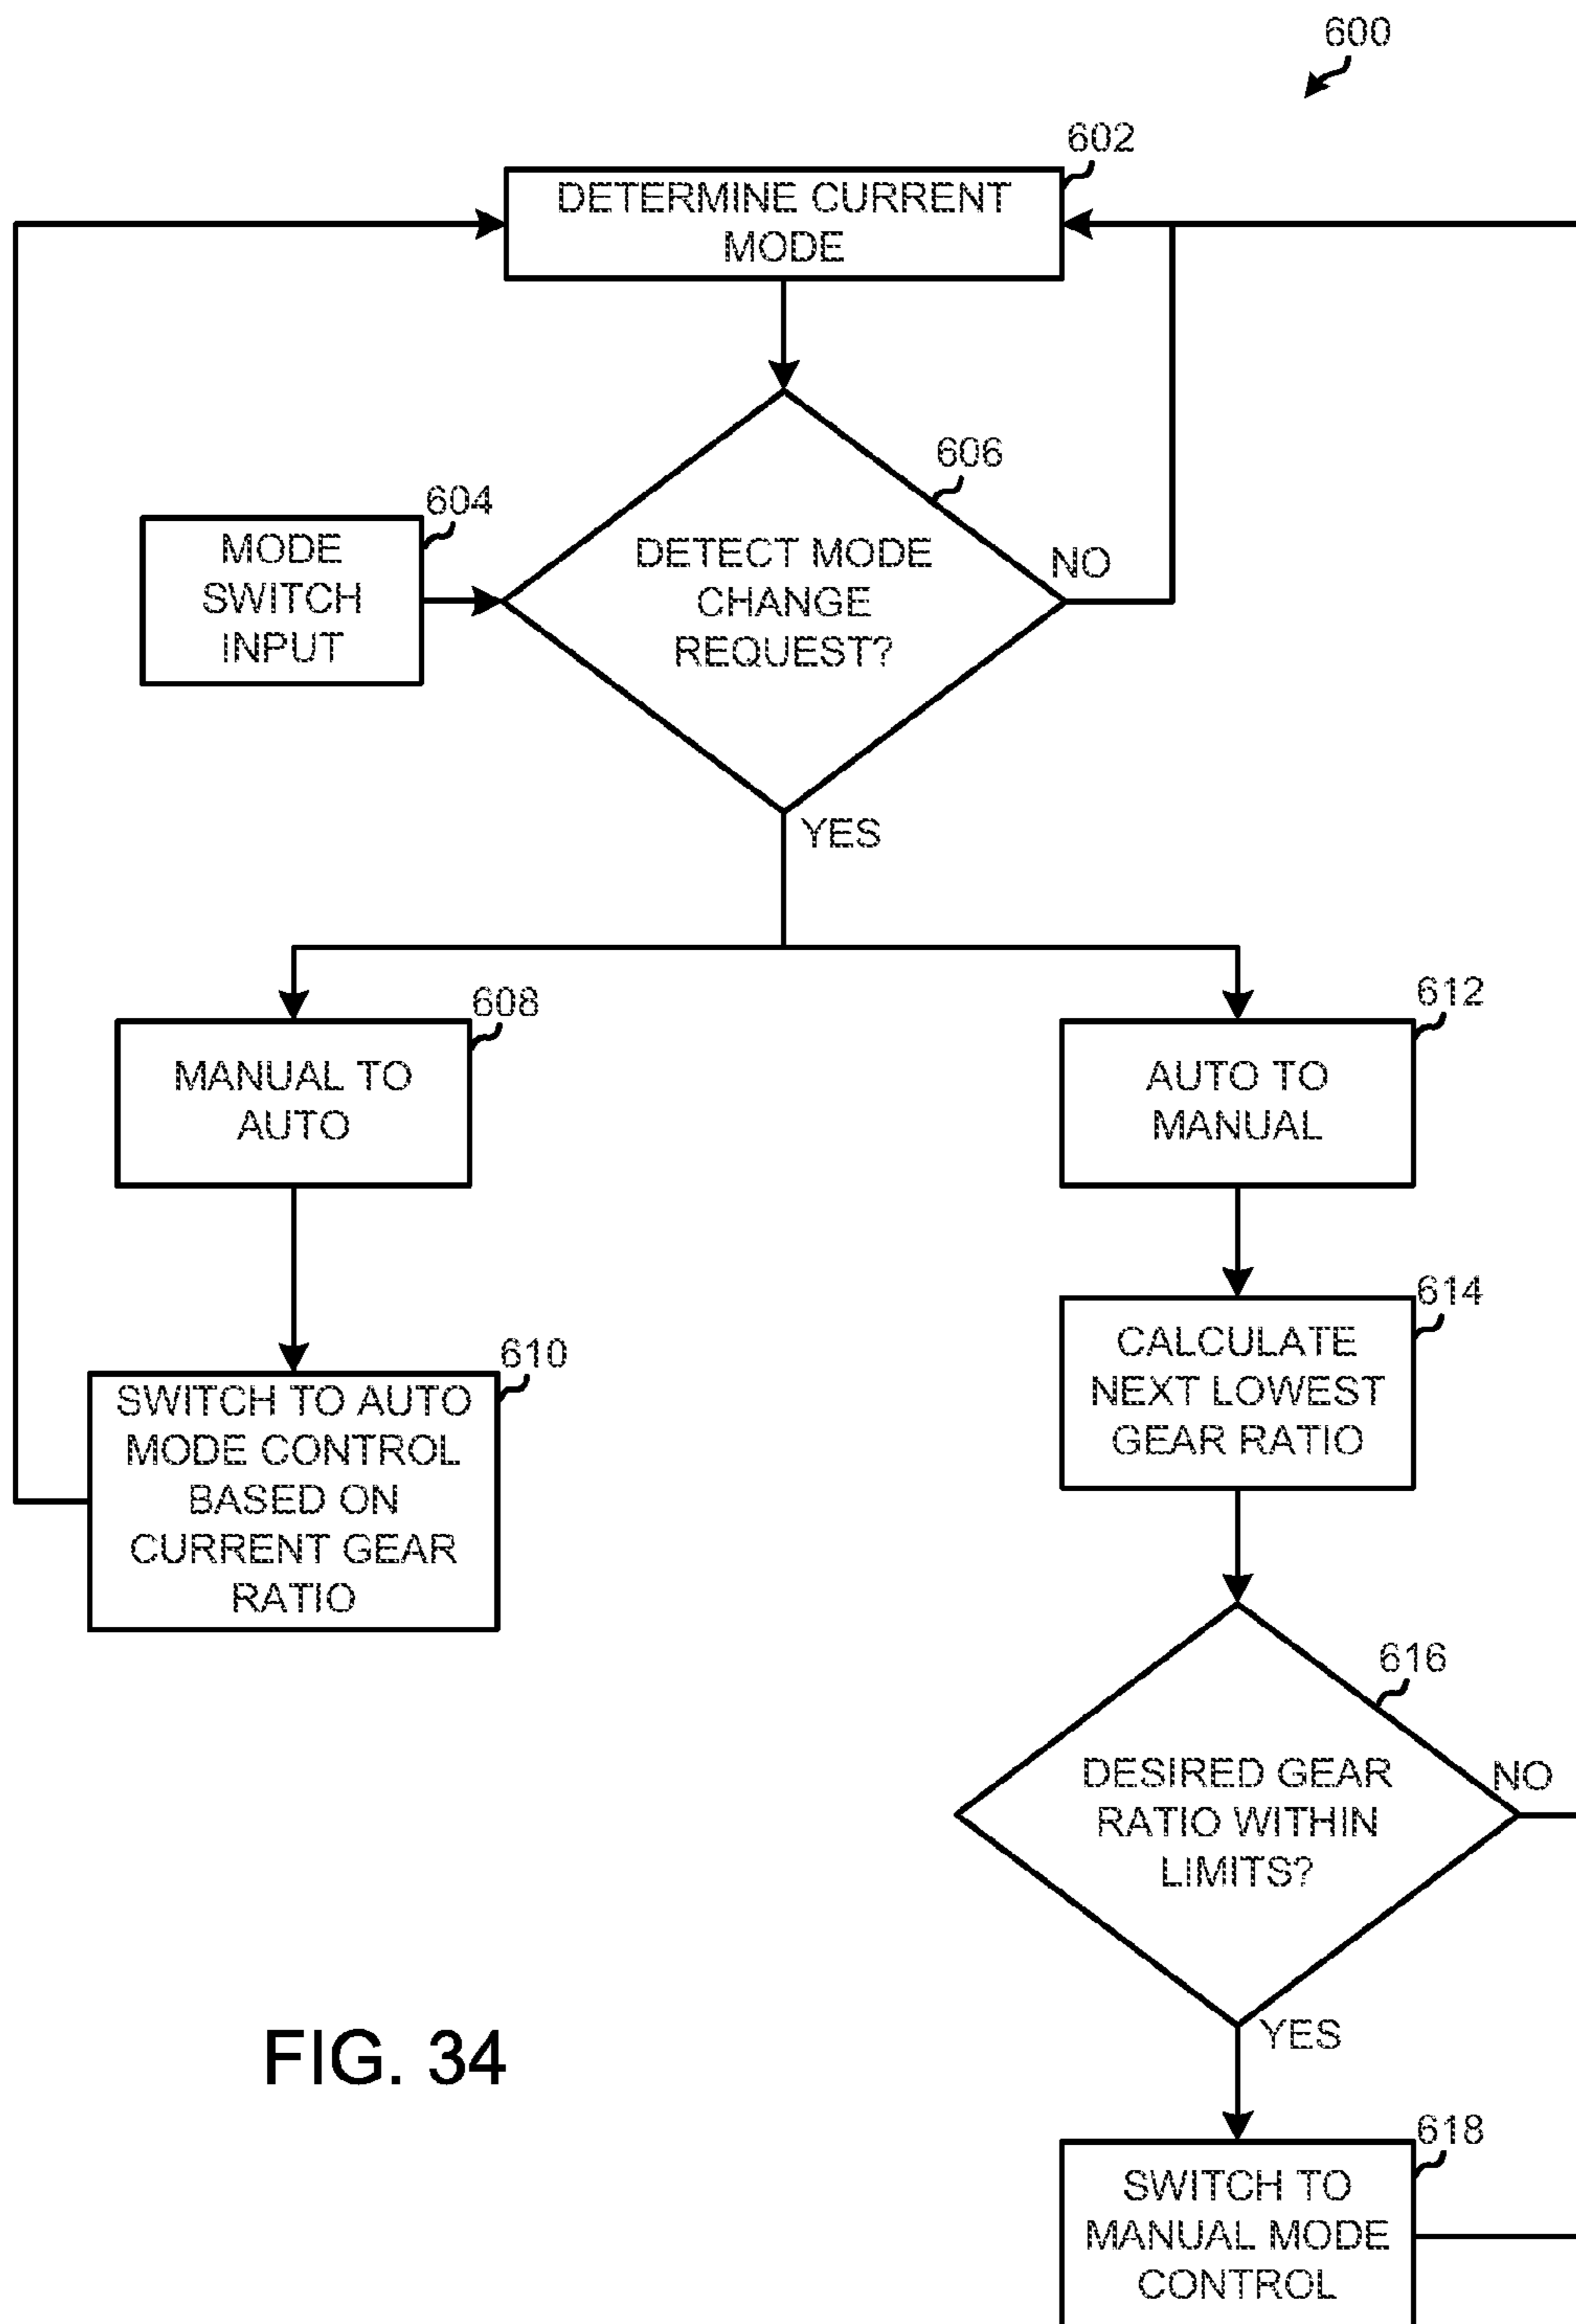 600
602
DETERMINE CURRENT
MODE
606
604
MODE
SWITCH
INPUT
DETECT MODE
CHANGE
REQUEST?
NO
YES
608
MANUAL TO
AUTO
612
AUTO TO
MANUAL
610
SWITCH TO AUTO
MODE CONTROL
BASED ON
CURRENT GEAR
RATIO
614
CALCULATE
NEXT LOWEST
GEAR RATIO
616
DESIRED GEAR
RATIO WITHIN
LIMITS?
NO
YES
618
SWITCH TO
MANUAL MODE
CONTROL
FIG. 34